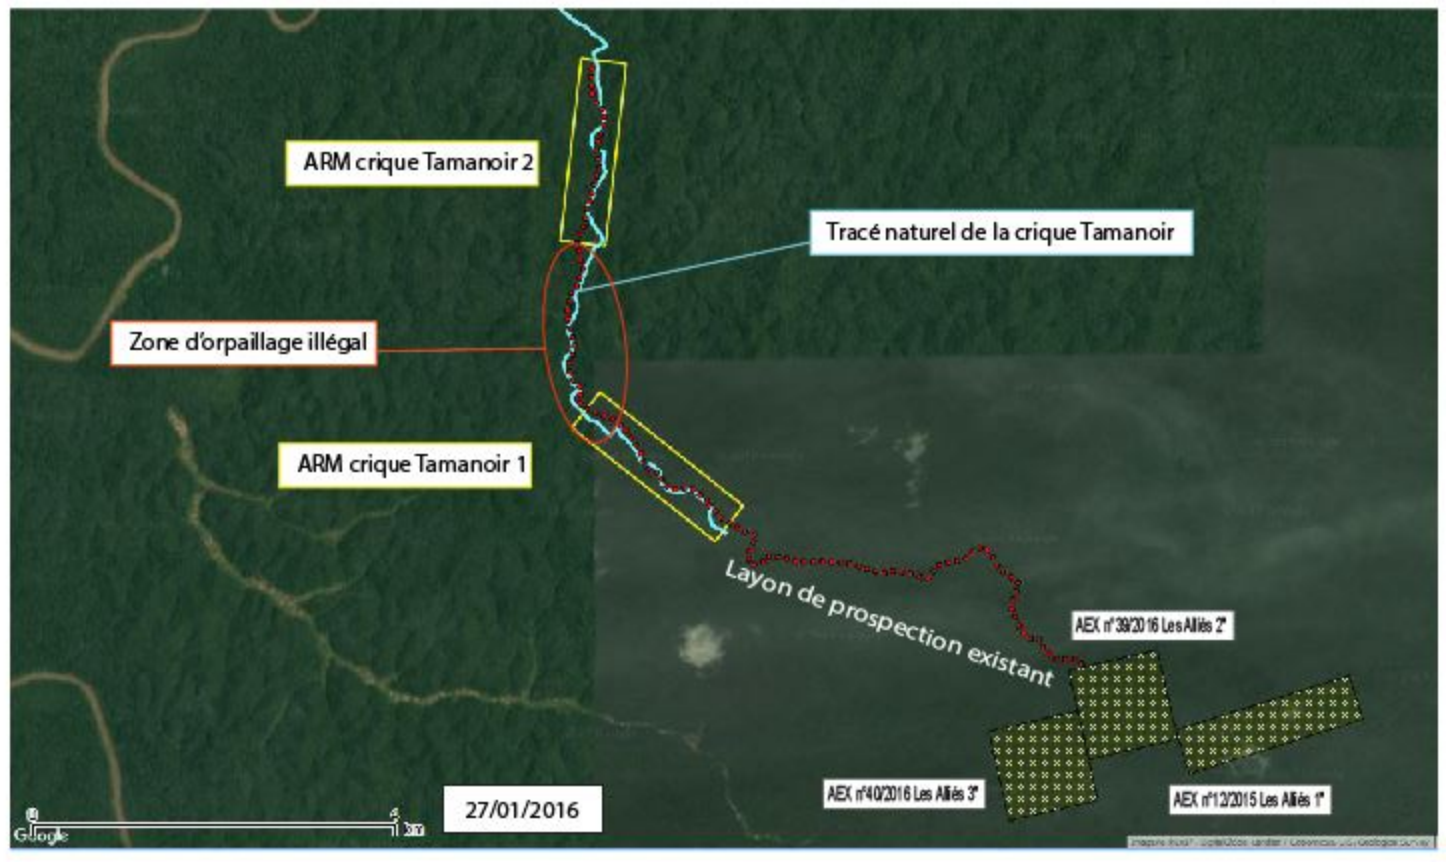 ARM crique Tamanoir 2
Tracé naturel de la crique Tamanoir
Zone d'orpaillage illégal
ARM crique Tamanoir 1
Layon de prospection existant
AEX n°39/2016 Les Alliés 2"
AEX n°40/2016 Les Alliés 3"
AEX n°12/2015 Les Alliés 1"
27/01/2016
0
4
km
Google